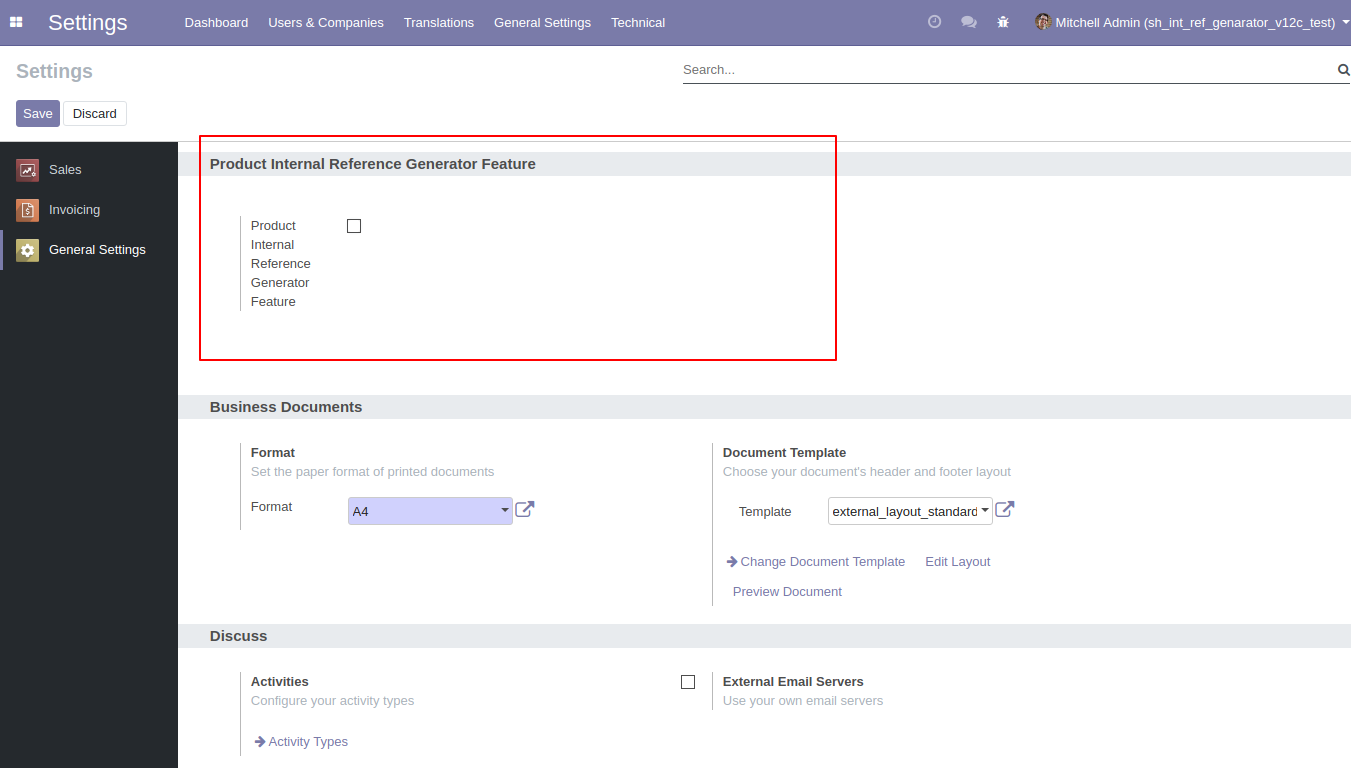 Settings Dashboard Users & Companies Translations General Settings Technical Mitchell Admin (sh_int_ref_genarator_v12c_test)
Settings
Search...
Save Discard
Sales
Invoicing
General Settings
Product Internal Reference Generator Feature
Product
Internal
Reference
Generator
Feature
Business Documents
Format
Set the paper format of printed documents
Format A4
Document Template
Choose your document's header and footer layout
Template external_layout_standard
Change Document Template Edit Layout
Preview Document
Discuss
Activities
Configure your activity types
Activity Types
External Email Servers
Use your own email servers